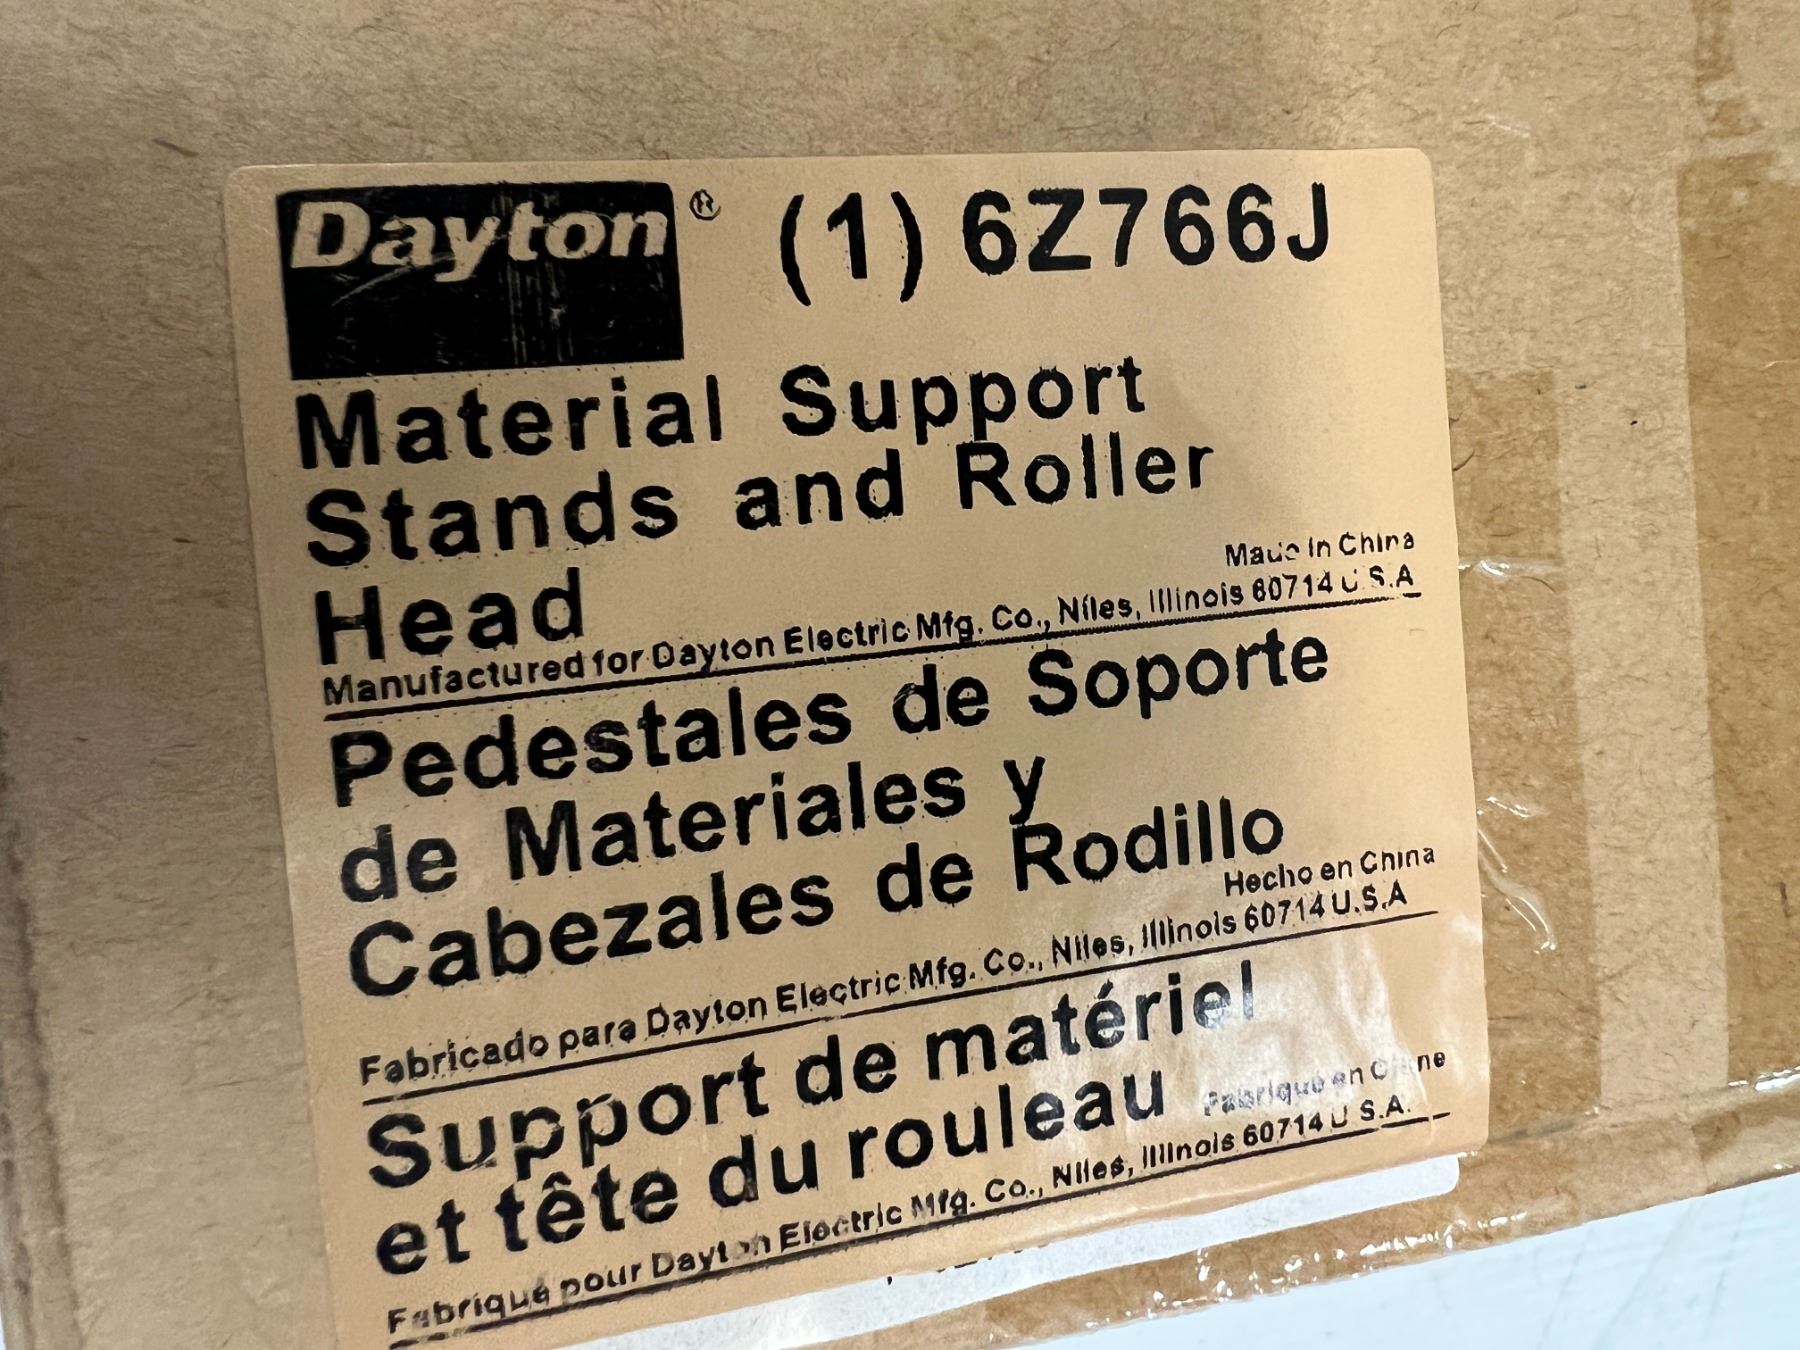 Dayton® (1) 6Z766J
Material Support
Stands and Roller
Head
Made in China
Manufactured for Dayton Electric Mfg. Co., Niles, Illinois 60714 U.S.A
Pedestales de Soporte
de Materiales y
Cabezales de Rodillo
Hecho en China
Fabricado para Dayton Electric Mfg. Co., Niles, Illinois 60714 U.S.A
Support de matériel
et tête du rouleau
Fabriqué en Chine
Fabriqué pour Dayton Electric Mfg. Co., Niles, Illinois 60714 U.S.A.